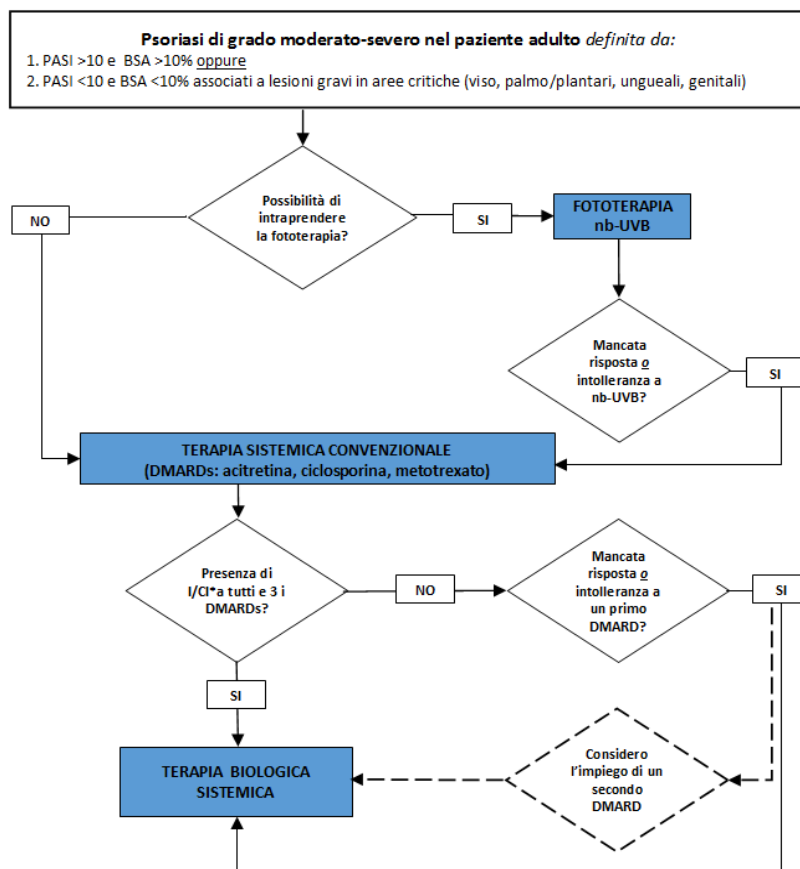 Psoriasi di grado moderato-severo nel paziente adulto definita da:
1. PASI >10 e BSA >10% oppure
2. PASI <10 e BSA <10% associati a lesioni gravi in aree critiche (viso, palmo/plantari, ungueali, genitali)
Possibilità di
intraprendere
la fototerapia?
NO
SI
FOTOTERAPIA
nb-UVB
Mancata
risposta o
intolleranza a
nb-UVB?
SI
TERAPIA SISTEMICA CONVENZIONALE
(DMARDs: acitretina, ciclosporina, metotrexato)
Presenza di
I/CI*a tutti e 3 i
DMARDs?
NO
Mancata
risposta o
intolleranza a
un primo
DMARD?
SI
SI
TERAPIA BIOLOGICA
SISTEMICA
Considero
l'impiego di un
secondo
DMARD